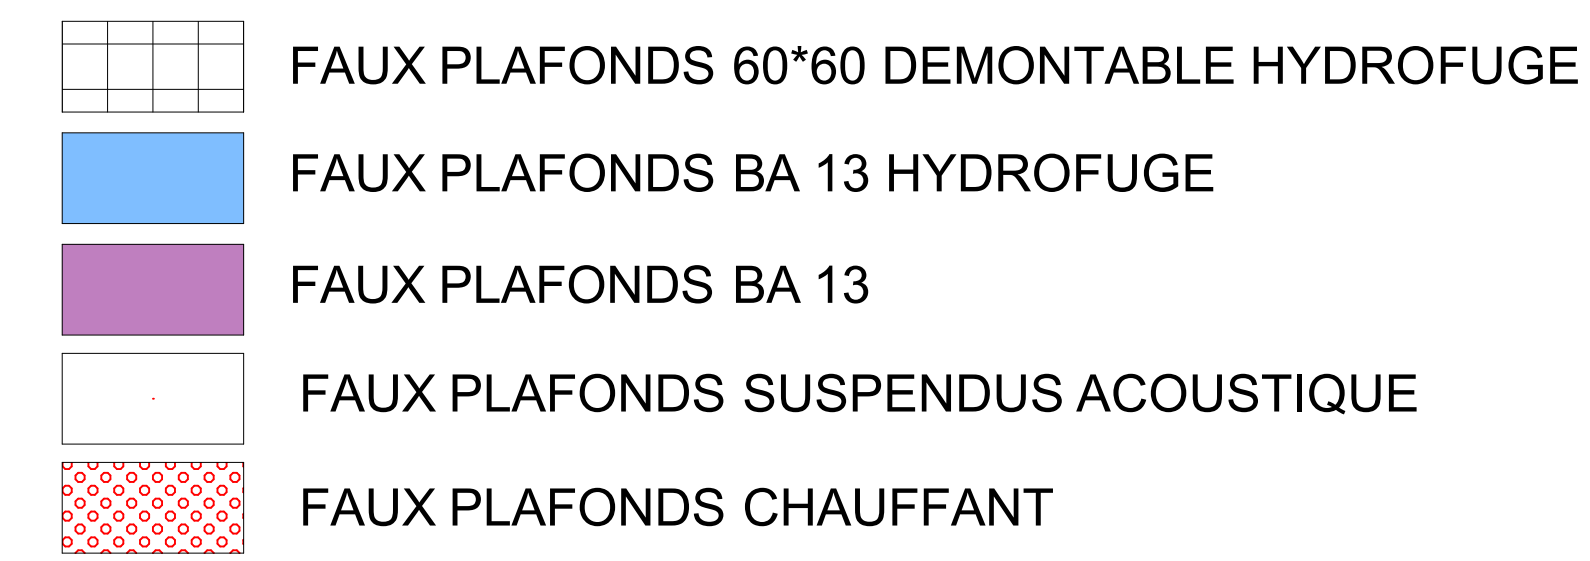 FAUX PLAFONDS 60*60 DEMONTABLE HYDROFUGE
FAUX PLAFONDS BA 13 HYDROFUGE
FAUX PLAFONDS BA 13
FAUX PLAFONDS SUSPENDUS ACOUSTIQUE
FAUX PLAFONDS CHAUFFANT